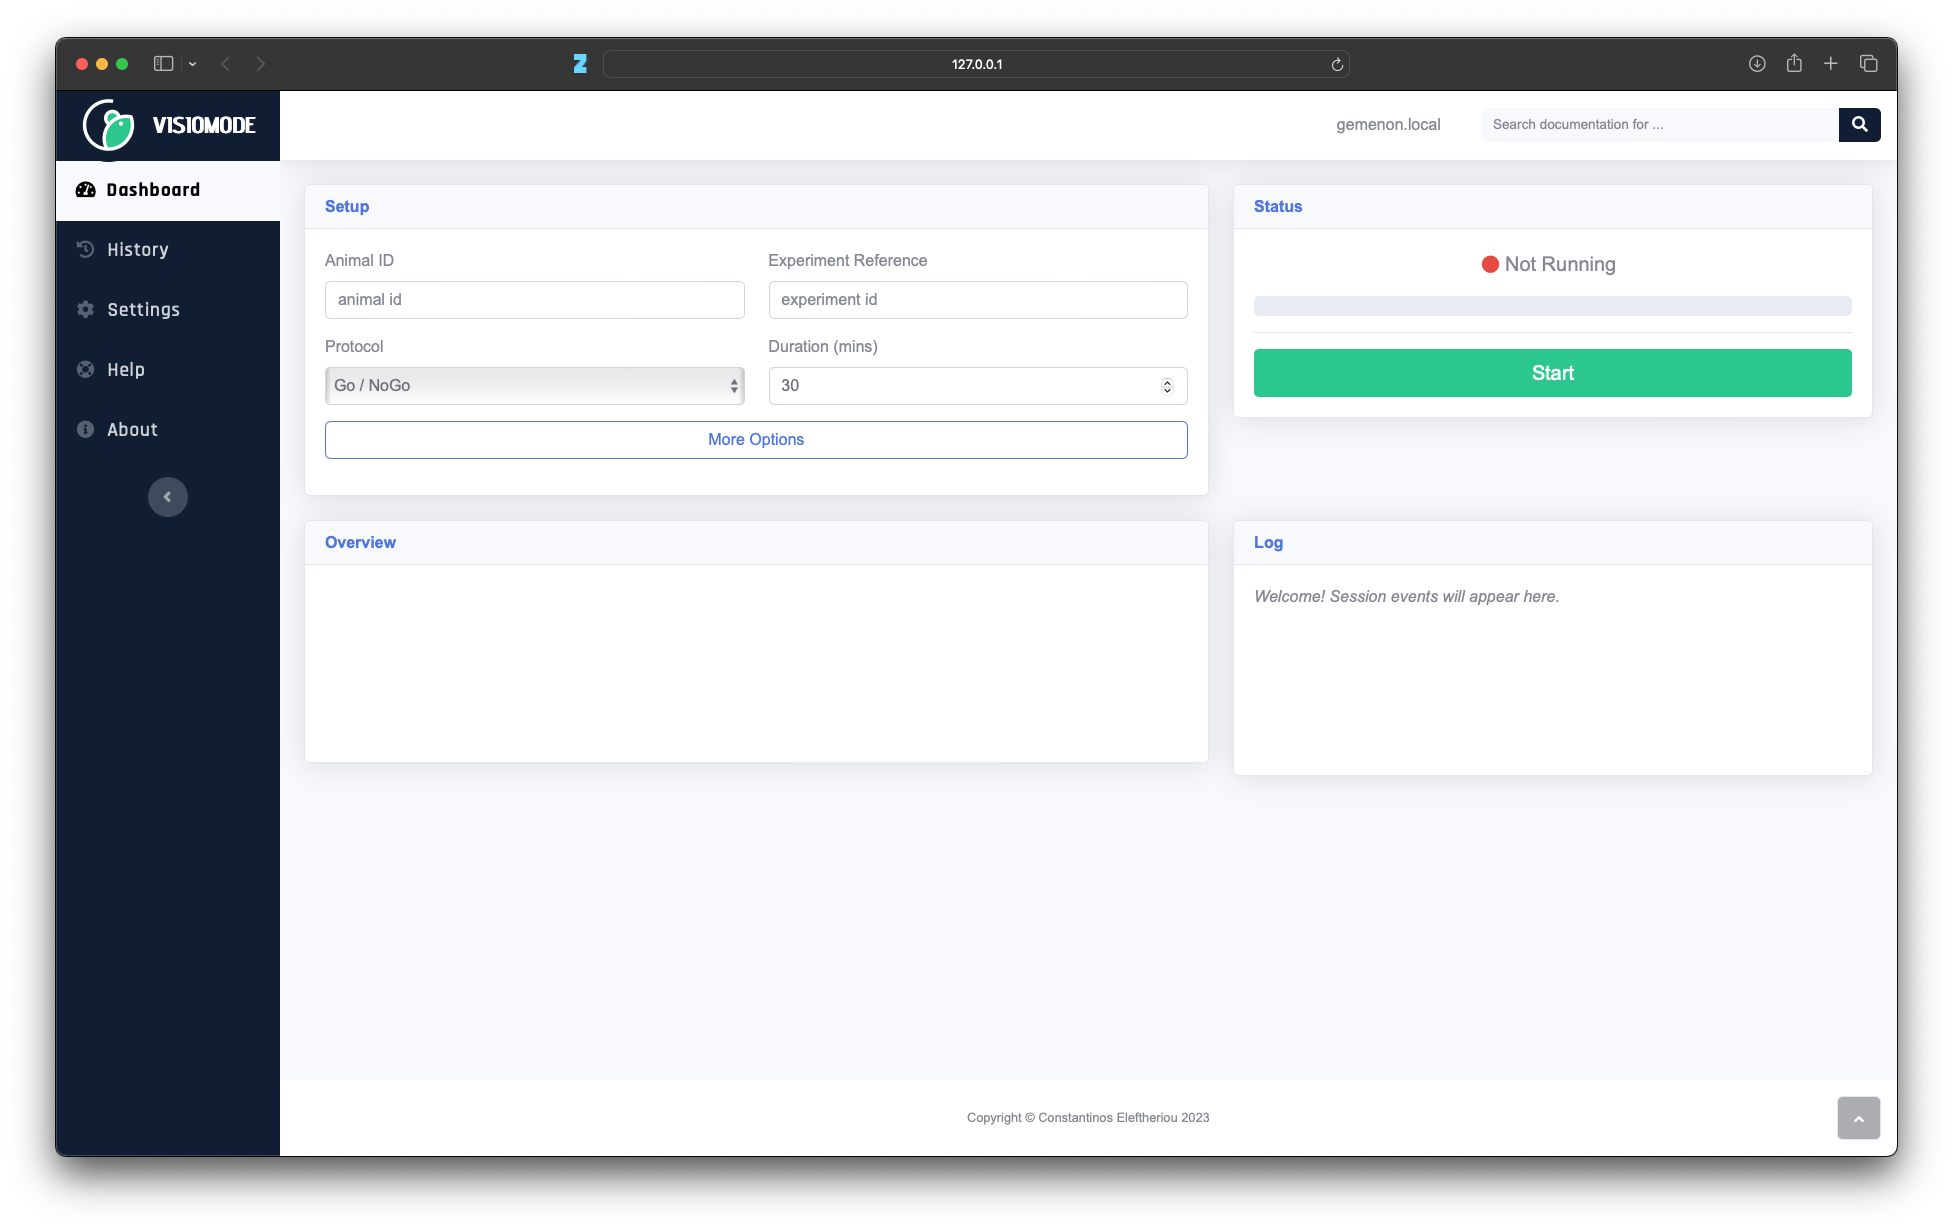 127.0.0.1
VISIOMODE
gemenon.local
Search documentation for ...
Dashboard
History
Settings
Help
About
Setup
Animal ID
Experiment Reference
animal id
experiment id
Protocol
Duration (mins)
Go / NoGo
30
More Options
Status
Not Running
Start
Overview
Log
Welcome! Session events will appear here.
Copyright © Constantinos Eleftheriou 2023